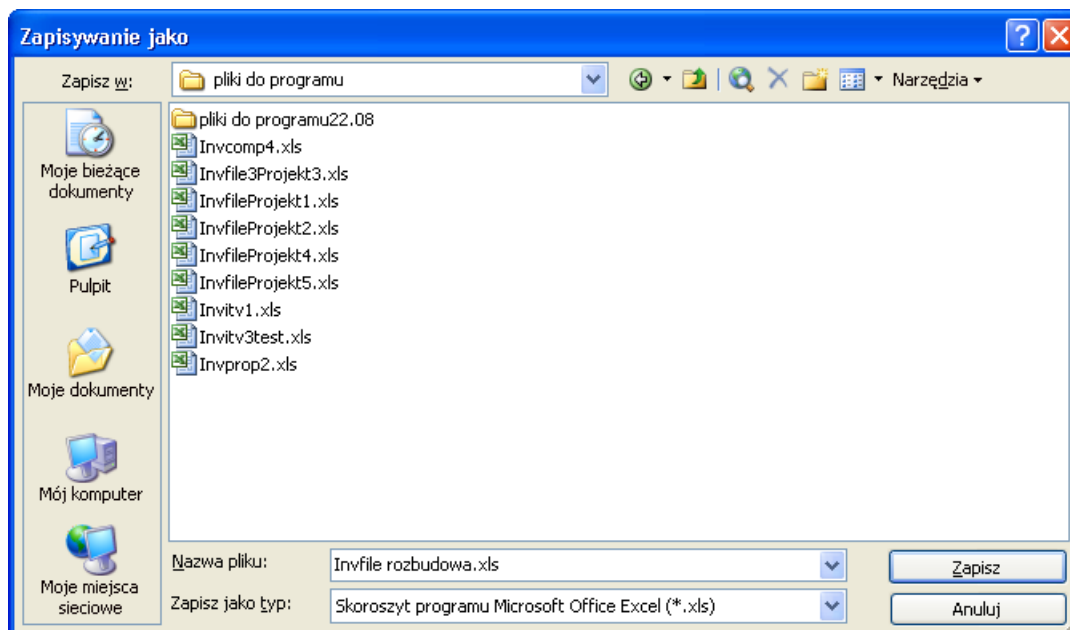 Zapisywanie jako
Zapisz w: pliki do programu Narzędzia
pliki do programu22.08
Invcomp4.xls
Invfile3Projekt3.xls
InvfileProjekt1.xls
InvfileProjekt2.xls
InvfileProjekt4.xls
InvfileProjekt5.xls
Invitv1.xls
Invitv3test.xls
Invprop2.xls
Moje bieżące
dokumenty
Pulpit
Moje dokumenty
Mój komputer
Moje miejsca
sieciowe
Nazwa pliku: Invfile rozbudowa.xls Zapisz
Zapisz jako typ: Skoroszyt programu Microsoft Office Excel (*.xls) Anuluj